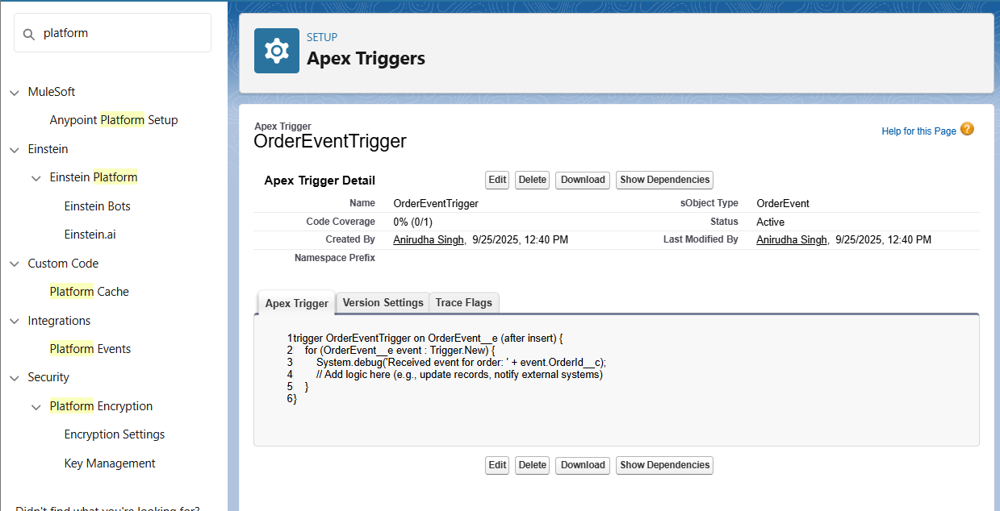 platform
MuleSoft
Anypoint Platform Setup
Einstein
Einstein Platform
Einstein Bots
Einstein.ai
Custom Code
Platform Cache
Integrations
Platform Events
Security
Platform Encryption
Encryption Settings
Key Management
Didn't find what you're looking for?
SETUP
Apex Triggers
Apex Trigger
OrderEventTrigger
Help for this Page ?
Apex Trigger Detail Edit Delete Download Show Dependencies
Name OrderEventTrigger sObject Type OrderEvent
Code Coverage 0% (0/1) Status Active
Created By Anirudha Singh, 9/25/2025, 12:40 PM Last Modified By Anirudha Singh, 9/25/2025, 12:40 PM
Namespace Prefix
Apex Trigger Version Settings Trace Flags
1 trigger OrderEventTrigger on OrderEvent__e (after insert) {
2 for (OrderEvent__e event : Trigger.New) {
3 System.debug('Received event for order: ' + event.OrderId__c);
4 // Add logic here (e.g., update records, notify external systems)
5 }
6 }
Edit Delete Download Show Dependencies